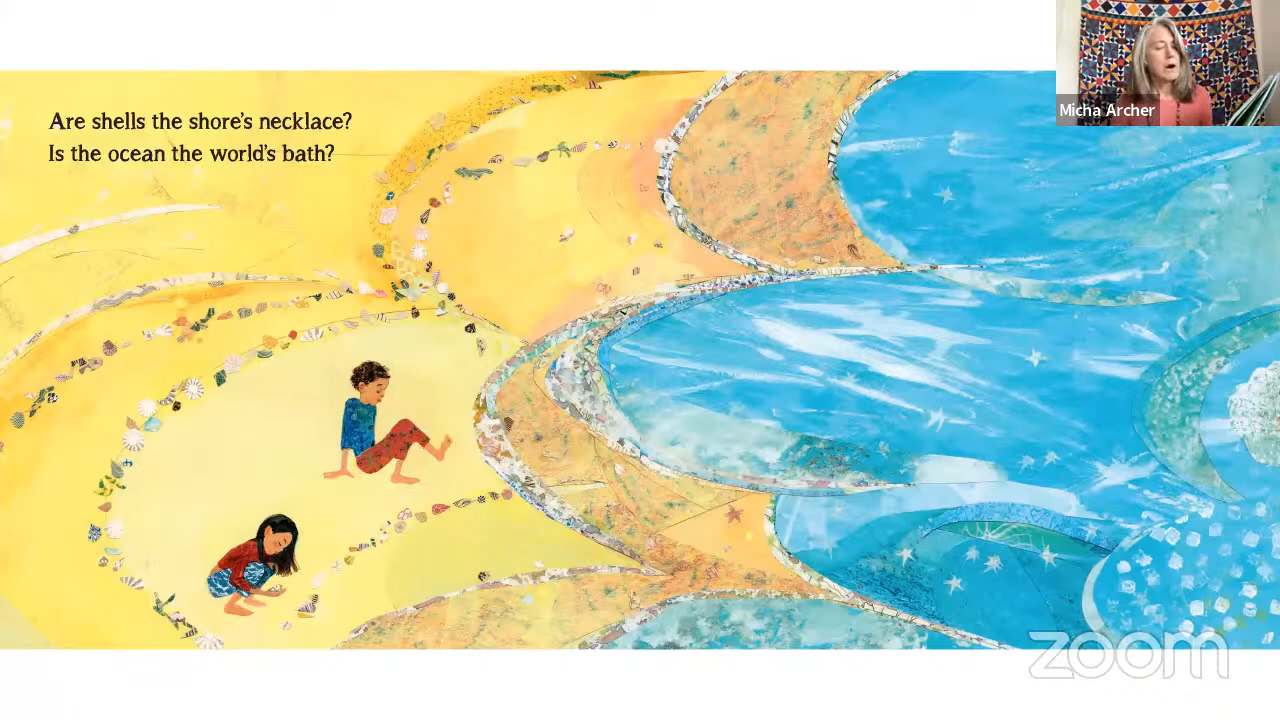 Are shells the shore's necklace?
Is the ocean the world's bath?
Micha Archer
zoom